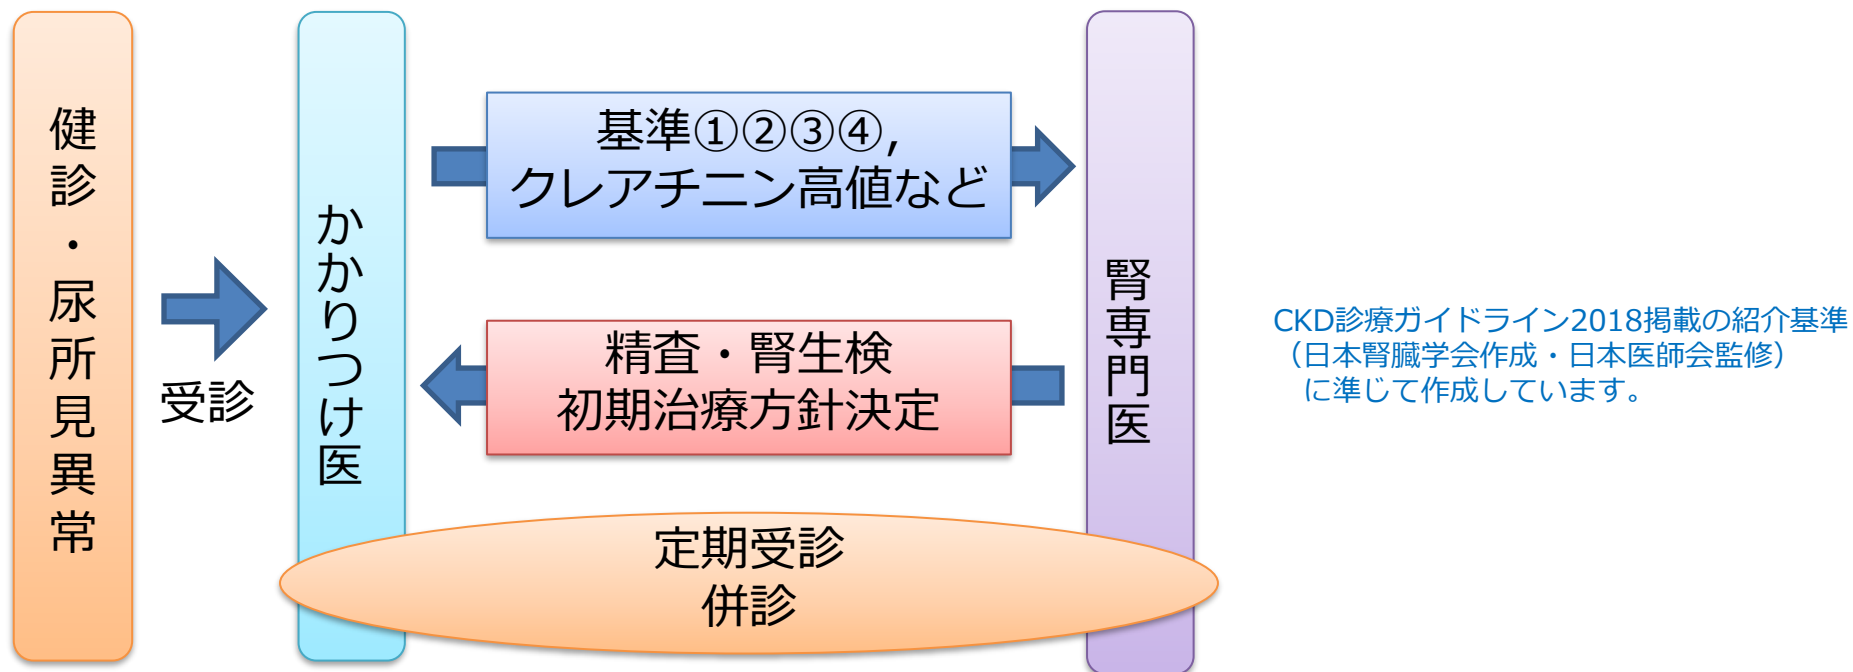 健診・尿所見異常
受診
かかりつけ医
基準①②③④,
クレアチニン高値など
精査・腎生検
初期治療方針決定
定期受診
併診
腎専門医
CKD診療ガイドライン2018掲載の紹介基準
（日本腎臓学会作成・日本医師会監修）
に準じて作成しています。